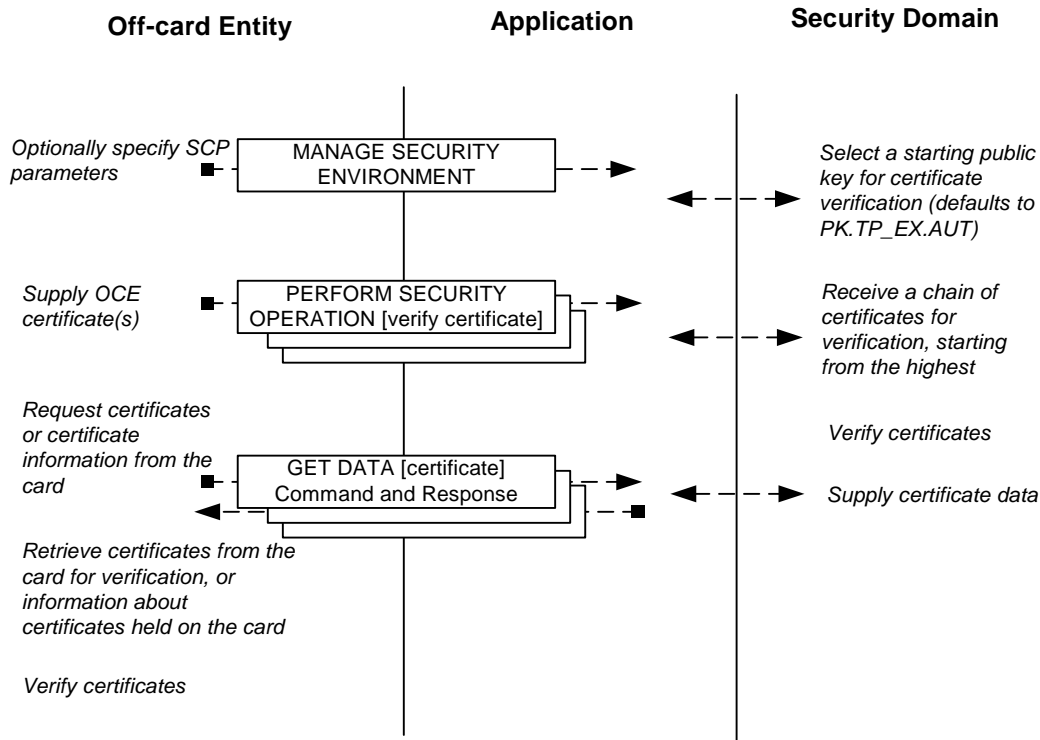 Off-card Entity
Application
Security Domain
Optionally specify SCP
parameters
MANAGE SECURITY
ENVIRONMENT
Select a starting public
key for certificate
verification (defaults to
PK.TP_EX.AUT)
Supply OCE
certificate(s)
PERFORM SECURITY
OPERATION [verify certificate]
Receive a chain of
certificates for
verification, starting
from the highest
Request certificates
or certificate
information from the
card
Verify certificates
GET DATA [certificate]
Command and Response
Supply certificate data
Retrieve certificates from the
card for verification, or
information about
certificates held on the card
Verify certificates